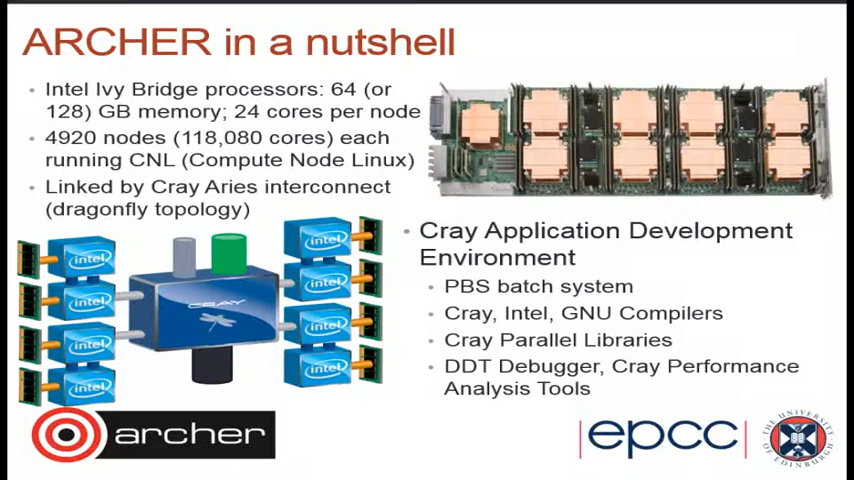 ARCHER in a nutshell
• Intel Ivy Bridge processors: 64 (or
128) GB memory; 24 cores per node
• 4920 nodes (118,080 cores) each
running CNL (Compute Node Linux)
• Linked by Cray Aries interconnect
(dragonfly topology)
intel
intel
intel
intel
CRAY
intel
intel
intel
intel
• Cray Application Development
Environment
• PBS batch system
• Cray, Intel, GNU Compilers
• Cray Parallel Libraries
• DDT Debugger, Cray Performance
Analysis Tools
archer
epcc
THE UNIVERSITY
OF EDINBURGH